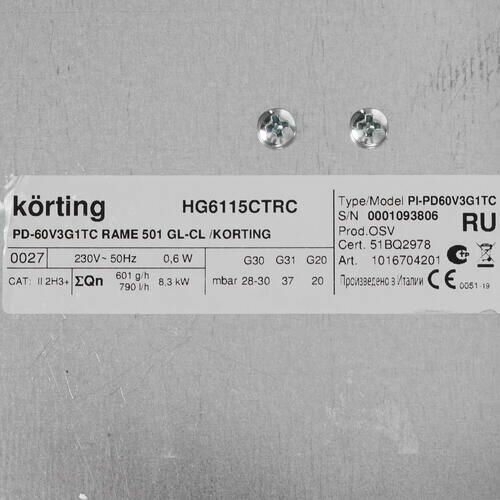 körting HG6115CTRC
PD-60V3G1TC RAME 501 GL-CL /KORTING
0027 230V~ 50Hz 0,6 W G30 G31 G20
CAT: II 2H3+ ΣQn 601 g/h 790 l/h 8,3 kW mbar 28-30 37 20
Type/Model PI-PD60V3G1TC
S/N 0001093806 RU
Prod.OSV
Cert. 51BQ2978
Art. 1016704201
Произведено в Италии CE 0051-19